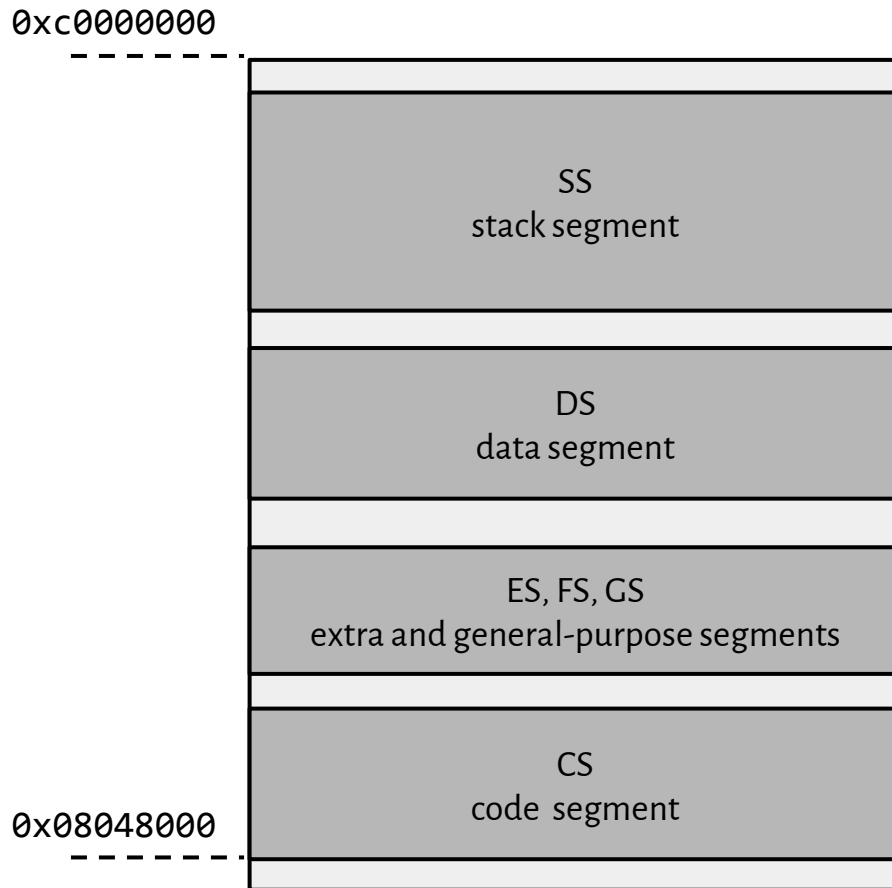 0xc0000000
SS
stack segment
DS
data segment
ES, FS, GS
extra and general-purpose segments
CS
code segment
0x08048000